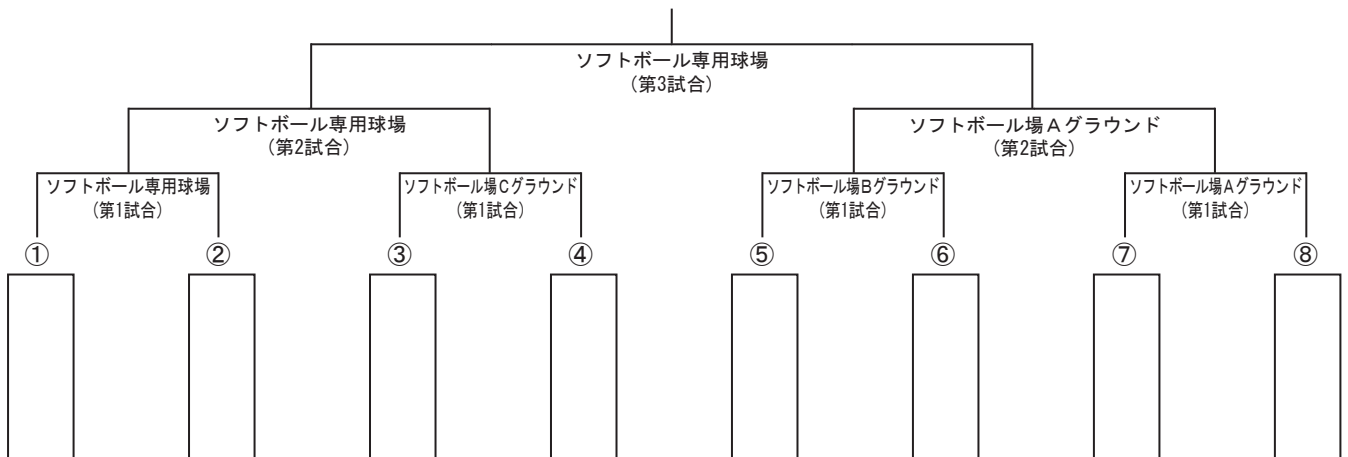 ソフトボール専用球場
(第3試合)
ソフトボール専用球場
(第2試合)
ソフトボール場Aグラウンド
(第2試合)
ソフトボール専用球場
(第1試合)
ソフトボール場Cグラウンド
(第1試合)
ソフトボール場Bグラウンド
(第1試合)
ソフトボール場Aグラウンド
(第1試合)
① ② ③ ④ ⑤ ⑥ ⑦ ⑧